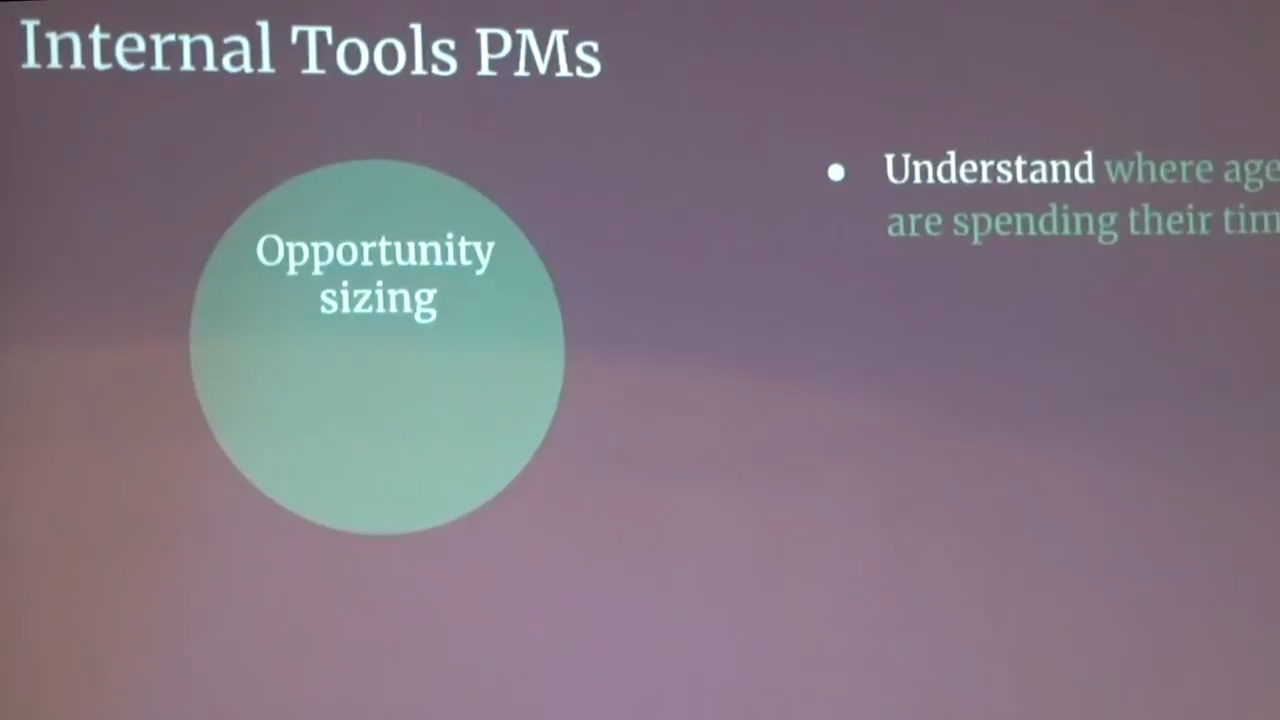 Internal Tools PMs
Opportunity
sizing
• Understand where age
are spending their tim